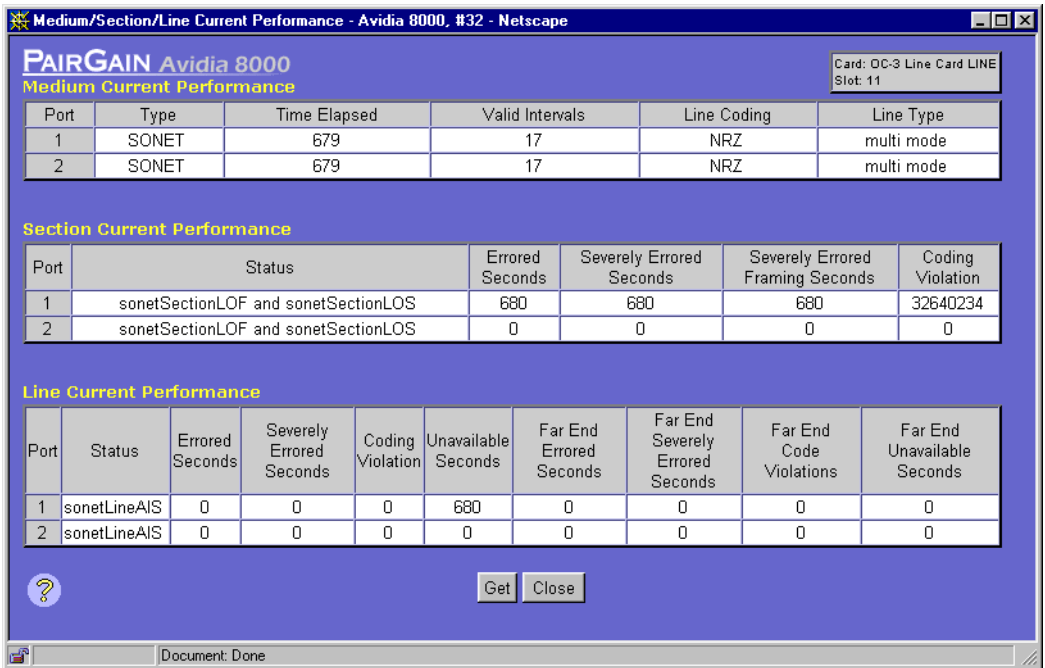 Medium/Section/Line Current Performance - Avidia 8000, #32 - Netscape
PAIRGAIN Avidia 8000
Card: OC-3 Line Card LINE
Slot: 11
Medium Current Performance
Port Type Time Elapsed Valid Intervals Line Coding Line Type
1 SONET 679 17 NRZ multi mode
2 SONET 679 17 NRZ multi mode
Section Current Performance
Port Status Errored Seconds Severely Errored Seconds Severely Errored Framing Seconds Coding Violation
1 sonetSectionLOF and sonetSectionLOS 680 680 680 32640234
2 sonetSectionLOF and sonetSectionLOS 0 0 0 0
Line Current Performance
Port Status Errored Seconds Severely Errored Seconds Coding Violation Unavailable Seconds Far End Errored Seconds Far End Severely Errored Seconds Far End Code Violations Far End Unavailable Seconds
1 sonetLineAIS 0 0 0 680 0 0 0 0
2 sonetLineAIS 0 0 0 0 0 0 0 0
? Get Close
Document: Done